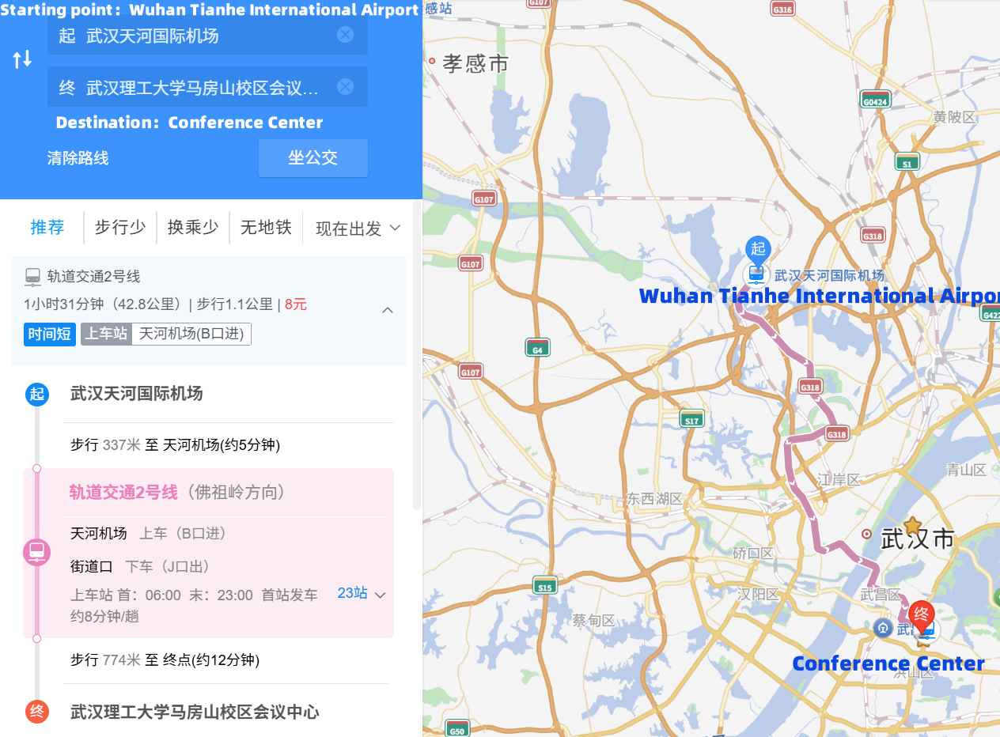 Starting point：Wuhan Tianhe International Airport
起 武汉天河国际机场
终 武汉理工大学马房山校区会议...
Destination：Conference Center
清除路线
坐公交
推荐
步行少
换乘少
无地铁
现在出发
轨道交通2号线
1小时31分钟（42.8公里）| 步行1.1公里 | 8元
时间短 上车站 天河机场(B口进)
起 武汉天河国际机场
步行 337米 至 天河机场(约5分钟)
轨道交通2号线（佛祖岭方向）
天河机场 上车（B口进）
街道口 下车（J口出）
上车站 首：06:00 末：23:00 首站发车
约8分钟/趟
23站
步行 774米 至 终点(约12分钟)
终 武汉理工大学马房山校区会议中心
感站
G107
G316
孝感市
G0424
黄陂区
S1
G107
G318
G107
起
武汉天河国际机场
Wuhan Tianhe International Airpor
G422
G4
G107
G318
S17
G318
青山区
江岸区
东西湖区
武汉市
硚口区
S15
汉阳区
武昌区
蔡甸区
终
武
Conference Center
洪山区
G50